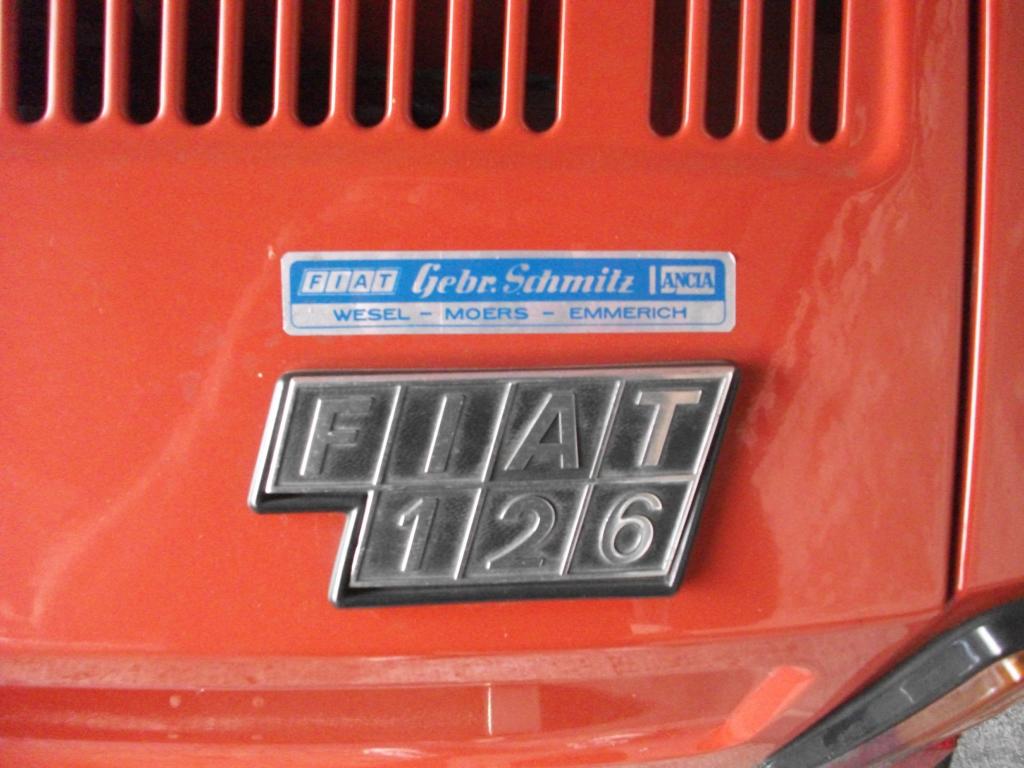 FIAT Gebr. Schmitz LANCIA
WESEL - MOERS - EMMERICH
FIAT
126